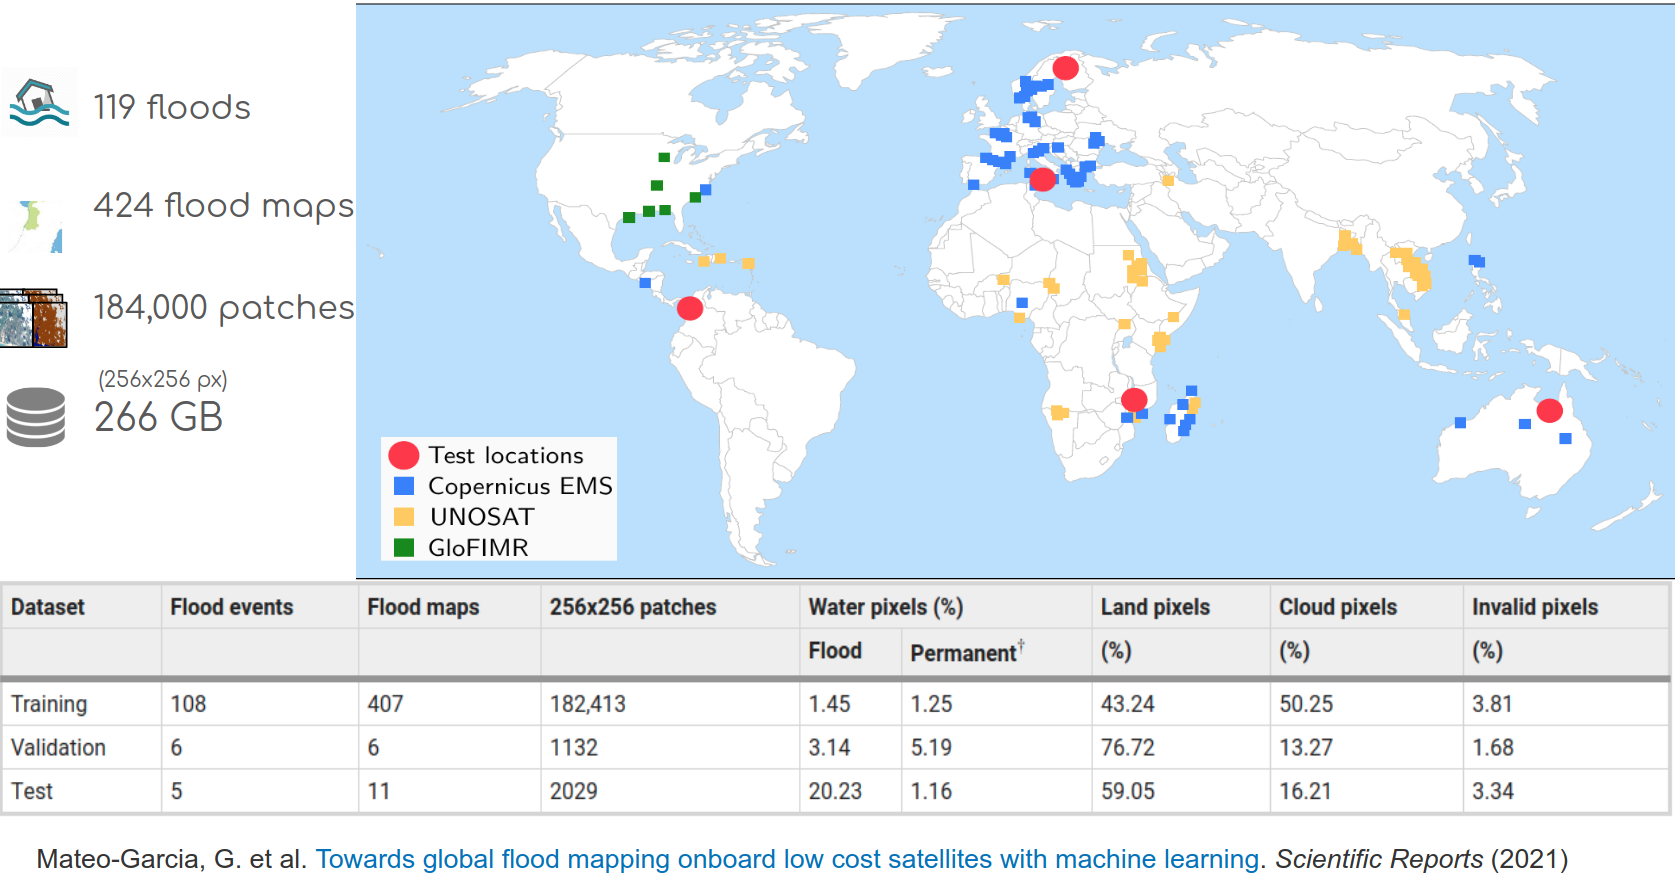 119 floods
424 flood maps
184,000 patches
(256x256 px)
266 GB
Test locations
Copernicus EMS
UNOSAT
GloFIMR
Dataset Flood events Flood maps 256x256 patches Water pixels (%) Land pixels Cloud pixels Invalid pixels
Flood Permanent† (%) (%) (%)
Training 108 407 182,413 1.45 1.25 43.24 50.25 3.81
Validation 6 6 1132 3.14 5.19 76.72 13.27 1.68
Test 5 11 2029 20.23 1.16 59.05 16.21 3.34
Mateo-Garcia, G. et al. Towards global flood mapping onboard low cost satellites with machine learning. Scientific Reports (2021)